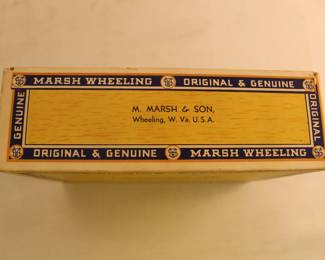 MARSH WHEELING ORIGINAL & GENUINE
GENUINE
M. MARSH & SON,
Wheeling, W. Va. U.S.A.
ORIGINAL
ORIGINAL & GENUINE MARSH WHEELING